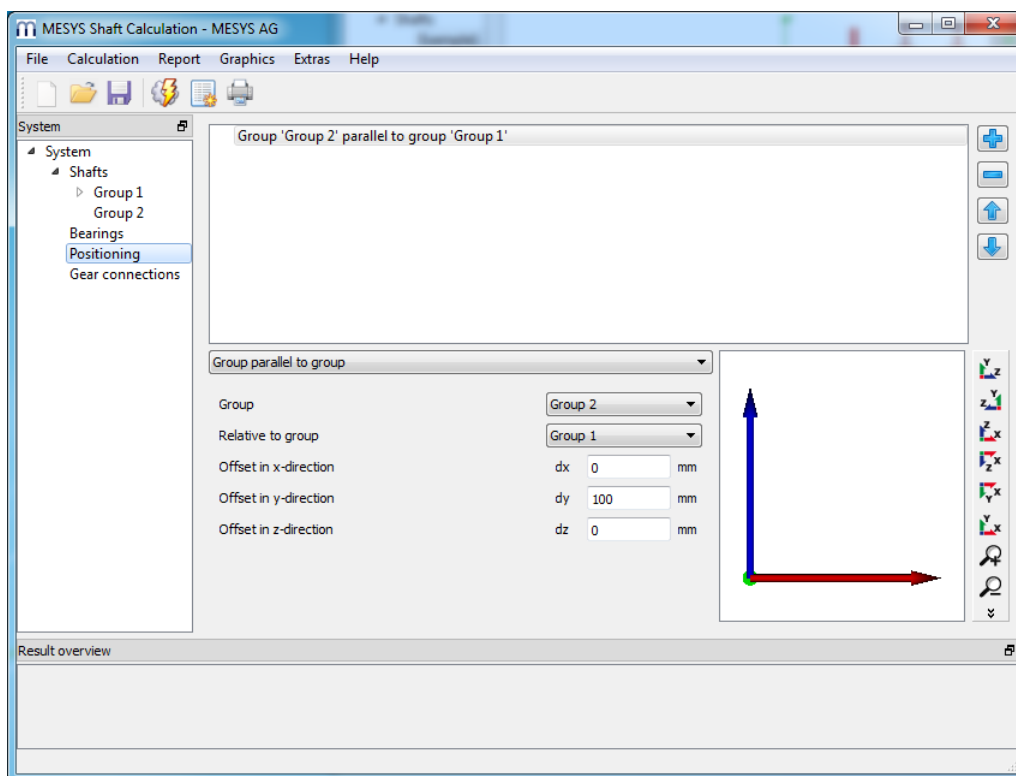 MESYS Shaft Calculation - MESYS AG
File Calculation Report Graphics Extras Help
System
System
Shafts
Group 1
Group 2
Bearings
Positioning
Gear connections
Group 'Group 2' parallel to group 'Group 1'
Group parallel to group
Group Group 2
Relative to group Group 1
Offset in x-direction dx 0 mm
Offset in y-direction dy 100 mm
Offset in z-direction dz 0 mm
Y Z
Z Y
Z X
Z X
Y X
Y X
Result overview